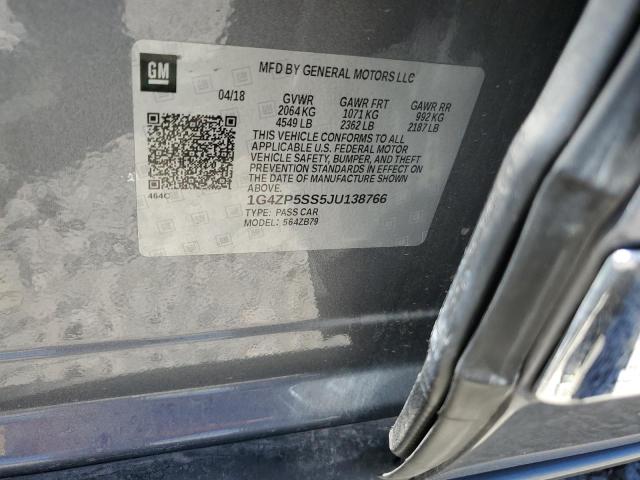 GM
MFD BY GENERAL MOTORS LLC
04/18 GVWR GAWR FRT GAWR RR
2064 KG 1071 KG 992 KG
4549 LB 2362 LB 2187 LB
THIS VEHICLE CONFORMS TO ALL
APPLICABLE U.S. FEDERAL MOTOR
VEHICLE SAFETY, BUMPER, AND THEFT
PREVENTION STANDARDS IN EFFECT ON
THE DATE OF MANUFACTURE SHOWN
ABOVE.
464C
1G4ZP5SS5JU138766
TYPE: PASS CAR
MODEL: 564ZB79